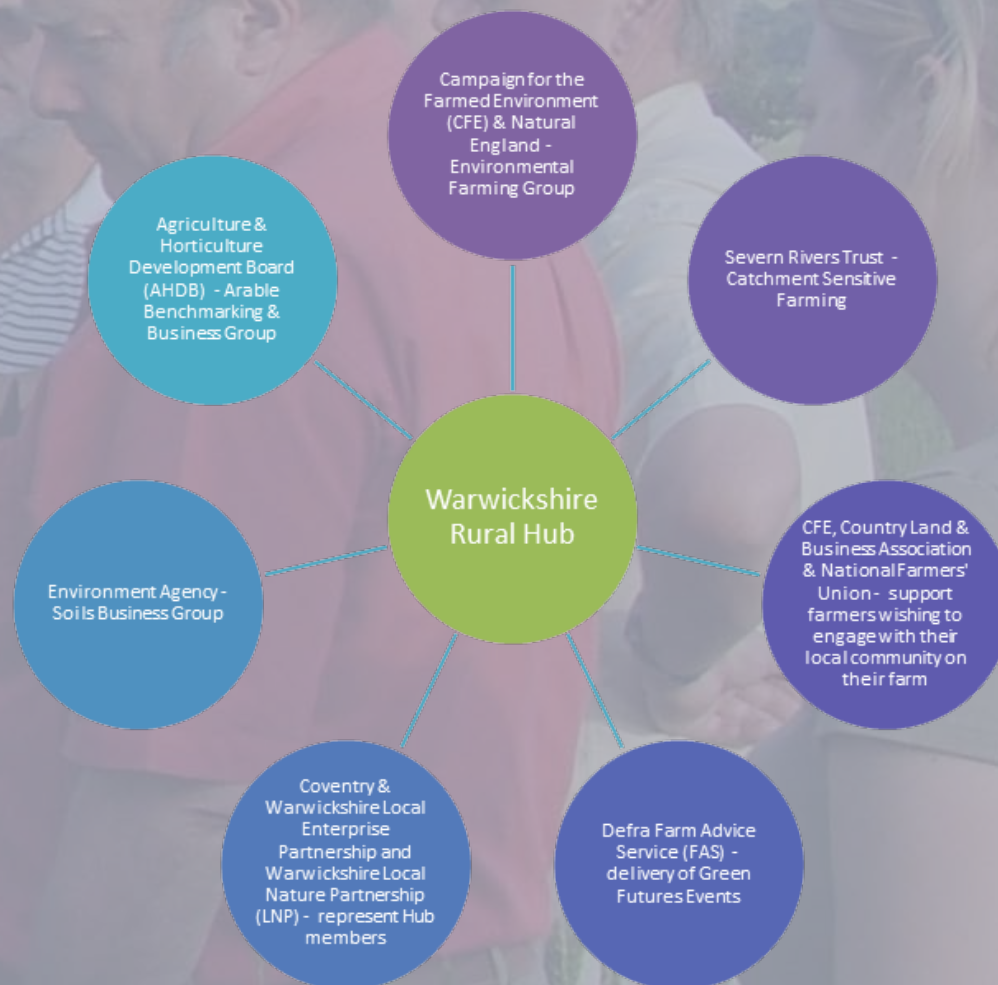 Campaign for the
Farmed Environment
(CFE) & Natural
England -
Environmental
Farming Group
Severn Rivers Trust -
Catchment Sensitive
Farming
CFE, Country Land &
Business Association
& National Farmers'
Union - support
farmers wishing to
engage with their
local community on
their farm
Defra Farm Advice
Service (FAS) -
delivery of Green
Futures Events
Coventry &
Warwickshire Local
Enterprise
Partnership and
Warwickshire Local
Nature Partnership
(LNP) - represent Hub
members
Environment Agency -
Soils Business Group
Agriculture &
Horticulture
Development Board
(AHDB) - Arable
Benchmarking &
Business Group
Warwickshire
Rural Hub